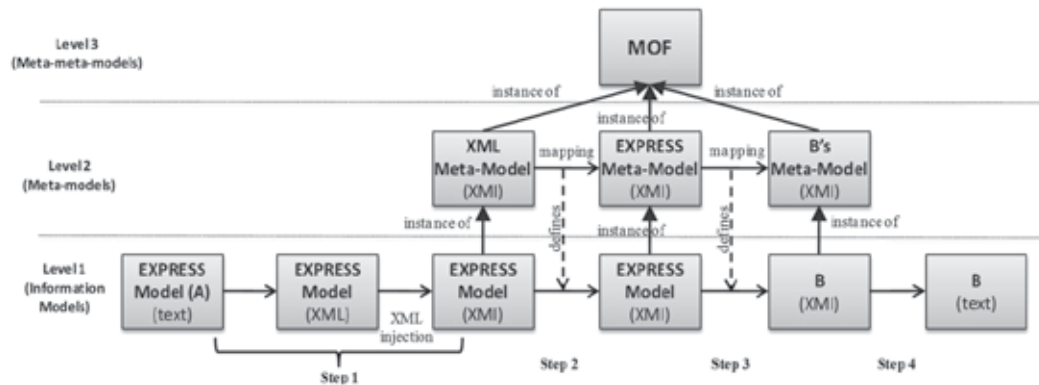 Level 3
(Meta-meta-models)
MOF
instance of
instance of
instance of
Level 2
(Meta-models)
XML
Meta-Model
(XMI)
mapping
EXPRESS
Meta-Model
(XMI)
mapping
B's
Meta-Model
(XMI)
instance of
defines
instance of
defines
instance of
Level 1
(Information
Models)
EXPRESS
Model (A)
(text)
EXPRESS
Model
(XML)
XML
injection
EXPRESS
Model
(XMI)
EXPRESS
Model
(XMI)
B
(XMI)
B
(text)
Step 1
Step 2
Step 3
Step 4